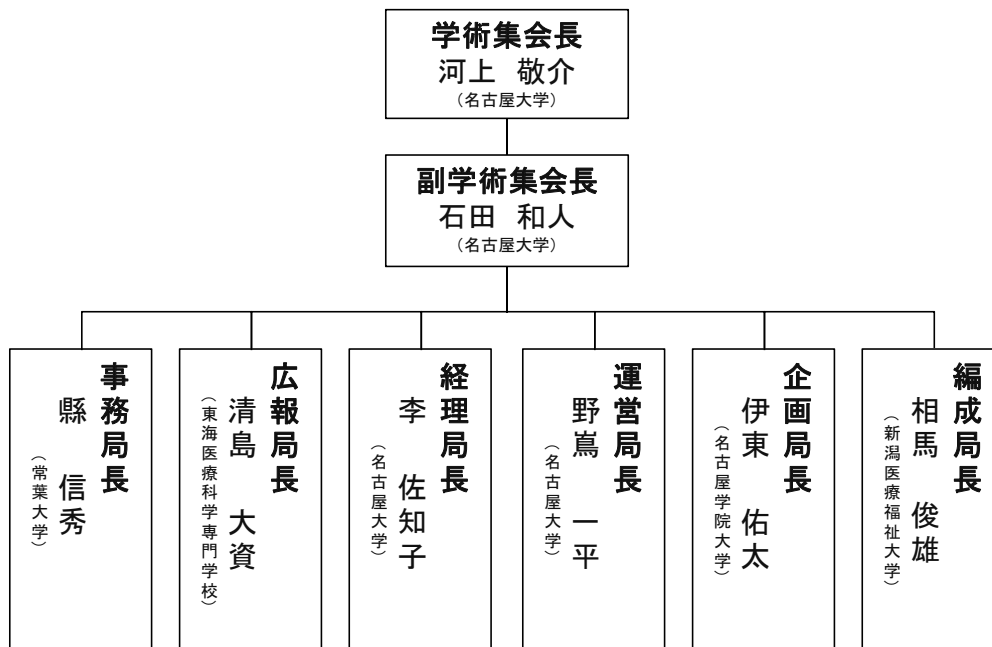 学術集会長
河上 敬介
（名古屋大学）
副学術集会長
石田 和人
（名古屋大学）
事務局長
縣 信秀
（常葉大学）
広報局長
清島 大資
（東海医療科学専門学校）
経理局長
李 佐知子
（名古屋大学）
運営局長
野嶌 一平
（名古屋大学）
企画局長
伊東 佑太
（名古屋学院大学）
編成局長
相馬 俊雄
（新潟医療福祉大学）